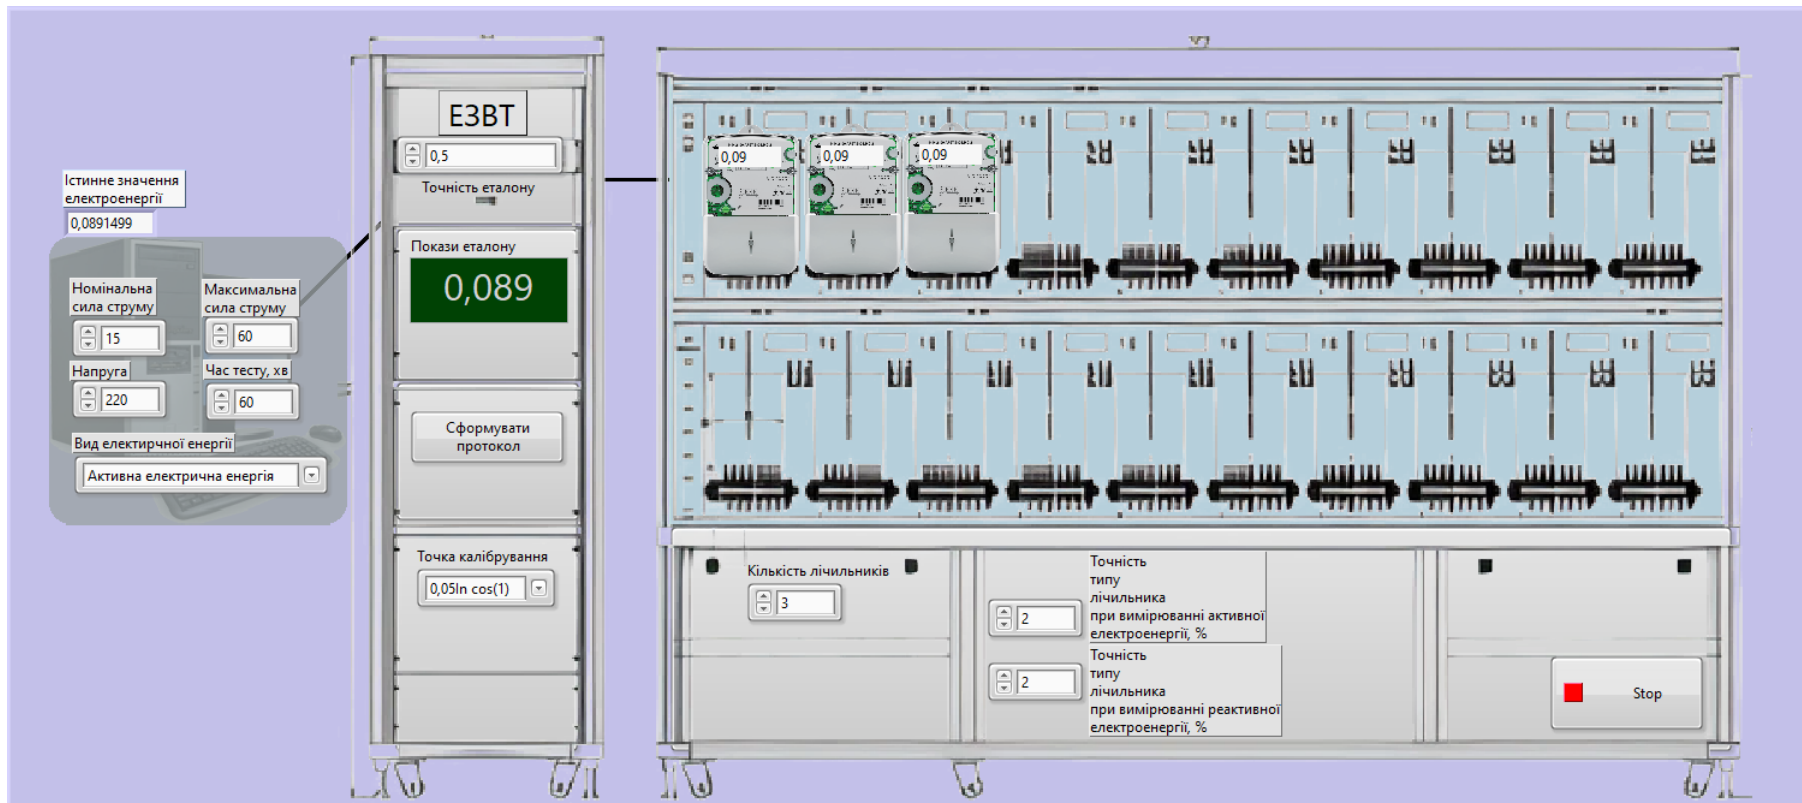 Істинне значення
електроенергії
0,0891499
Номінальна
сила струму
15
Максимальна
сила струму
60
Напруга
220
Час тесту, хв
60
Вид електирчної енергії
Активна електрична енергія
ЕЗВТ
0,5
Точність еталону
Покази еталону
0,089
Сформувати
протокол
Точка калібрування
0,05In cos(1)
0,09
0,09
0,09
Кількість лічильників
3
2
Точність
типу
лічильника
при вимірюванні активної
електроенергії, %
2
Точність
типу
лічильника
при вимірюванні реактивної
електроенергії, %
Stop